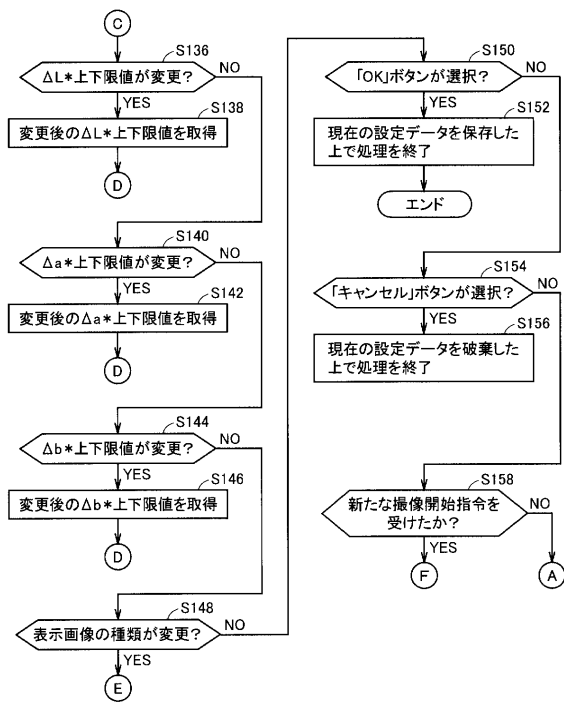 C
S136
ΔL*上下限値が変更?
NO
YES
S138
変更後のΔL*上下限値を取得
D
S140
Δa*上下限値が変更?
NO
YES
S142
変更後のΔa*上下限値を取得
D
S144
Δb*上下限値が変更?
NO
YES
S146
変更後のΔb*上下限値を取得
D
S148
表示画像の種類が変更?
NO
YES
E
S150
「OK」ボタンが選択?
NO
YES
S152
現在の設定データを保存した
上で処理を終了
エンド
S154
「キャンセル」ボタンが選択?
NO
YES
S156
現在の設定データを破棄した
上で処理を終了
S158
新たな撮像開始指令を
受けたか?
NO
YES
F
A